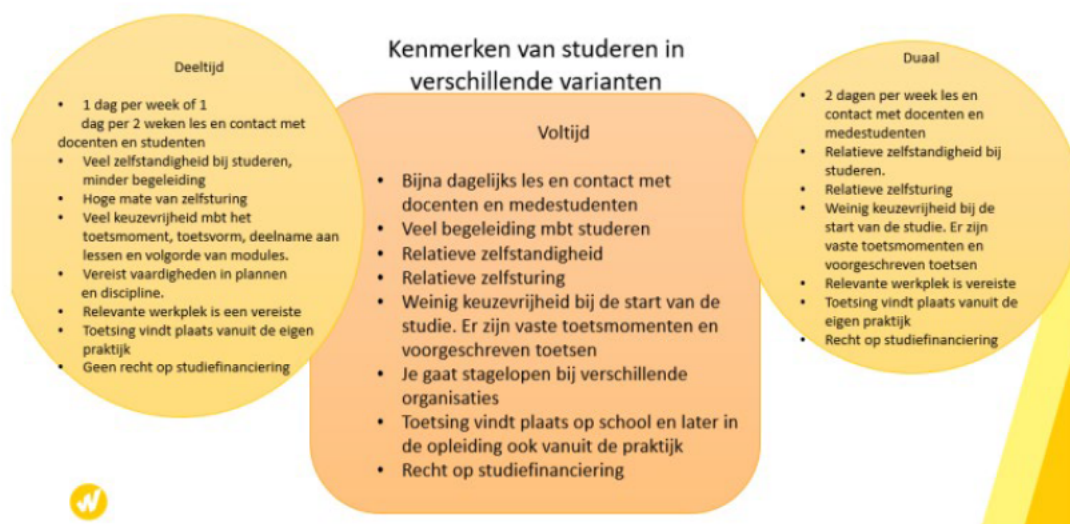 Kenmerken van studeren in
verschillende varianten
Deeltijd
• 1 dag per week of 1
dag per 2 weken les en contact met
docenten en studenten
• Veel zelfstandigheid bij studeren,
minder begeleiding
• Hoge mate van zelfsturing
• Veel keuzevrijheid mbt het
toetsmoment, toetsvorm, deelname aan
lessen en volgorde van modules.
• Vereist vaardigheden in plannen
en discipline.
• Relevante werkplek is een vereiste
• Toetsing vindt plaats vanuit de eigen
praktijk
• Geen recht op studiefinanciering
Voltijd
• Bijna dagelijks les en contact met
docenten en medestudenten
• Veel begeleiding mbt studeren
• Relatieve zelfstandigheid
• Relatieve zelfsturing
• Weinig keuzevrijheid bij de start van de
studie. Er zijn vaste toetsmomenten en
voorgeschreven toetsen
• Je gaat stagelopen bij verschillende
organisaties
• Toetsing vindt plaats op school en later in
de opleiding ook vanuit de praktijk
• Recht op studiefinanciering
Duaal
• 2 dagen per week les en
contact met docenten en
medestudenten
• Relatieve zelfstandigheid bij
studeren.
• Relatieve zelfsturing
• Weinig keuzevrijheid bij de
start van de studie. Er zijn
vaste toetsmomenten en
voorgeschreven toetsen
• Relevante werkplek is vereiste
• Toetsing vindt plaats vanuit de
eigen praktijk
• Recht op studiefinanciering